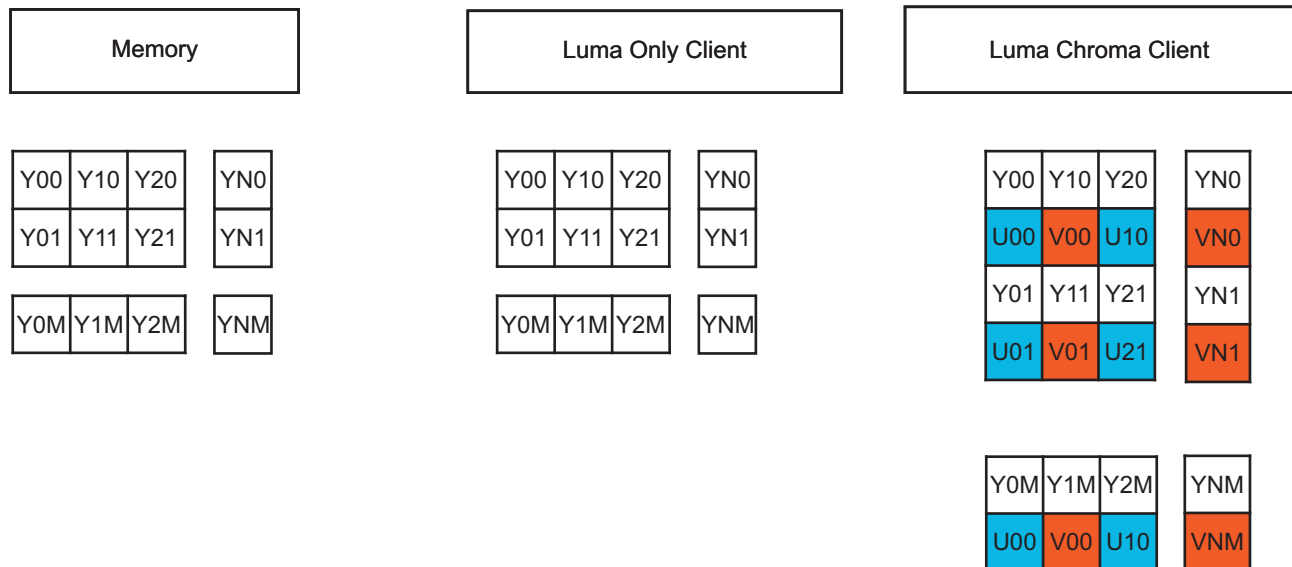 Memory Luma Only Client Luma Chroma Client
Y00 Y10 Y20 YN0 Y00 Y10 Y20 YN0 Y00 Y10 Y20 YN0
Y01 Y11 Y21 YN1 Y01 Y11 Y21 YN1 U00 V00 U10 VN0
Y0M Y1M Y2M YNM Y0M Y1M Y2M YNM Y01 Y11 Y21 YN1
U01 V01 U21 VN1
Y0M Y1M Y2M YNM
U00 V00 U10 VNM